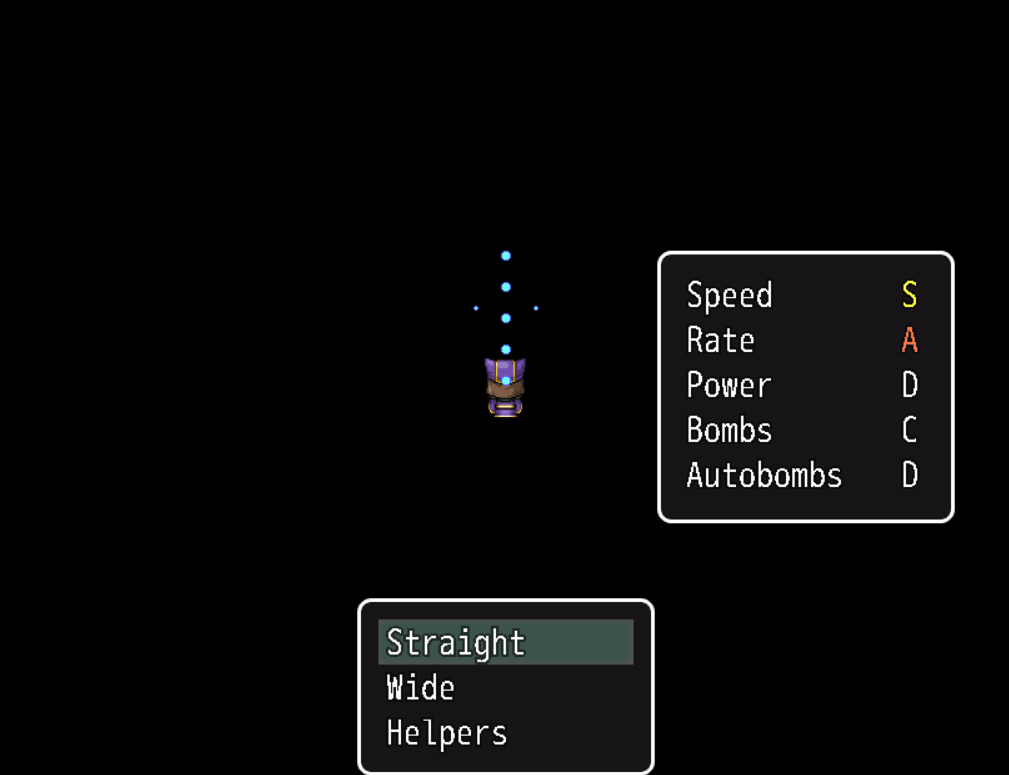 Speed S
Rate A
Power D
Bombs C
Autobombs D
Straight
Wide
Helpers